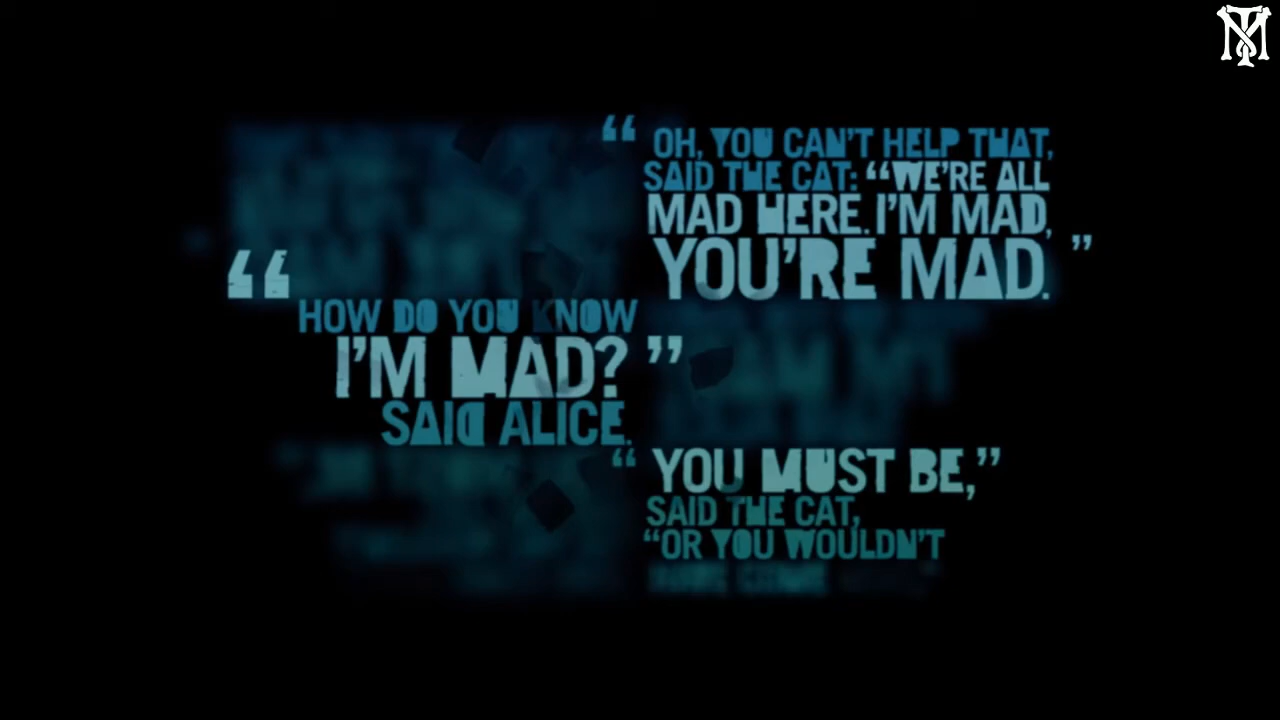 “ OH, YOU CAN’T HELP THAT,
SAID THE CAT: “WE’RE ALL
MAD HERE. I’M MAD,
YOU’RE MAD. ”
“
HOW DO YOU KNOW
I’M MAD? ”
SAID ALICE.
“ YOU MUST BE,”
SAID THE CAT,
“OR YOU WOULDN’T